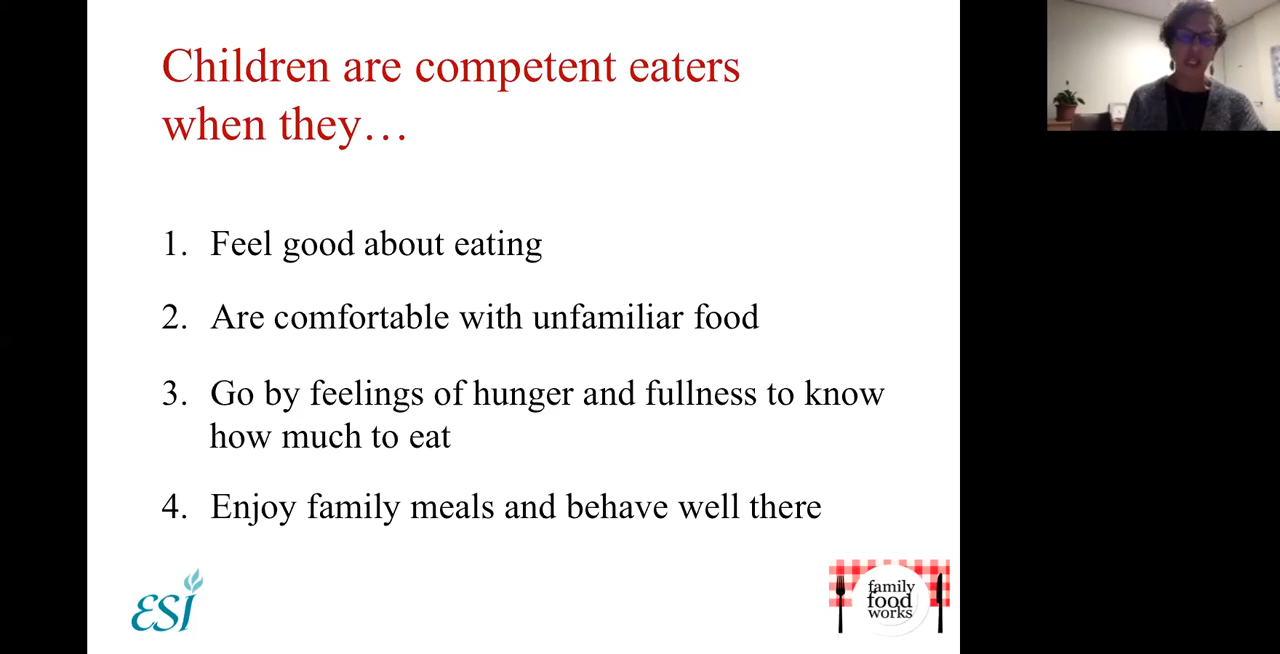 Children are competent eaters
when they…
1. Feel good about eating
2. Are comfortable with unfamiliar food
3. Go by feelings of hunger and fullness to know
how much to eat
4. Enjoy family meals and behave well there
ESI
family
food
works